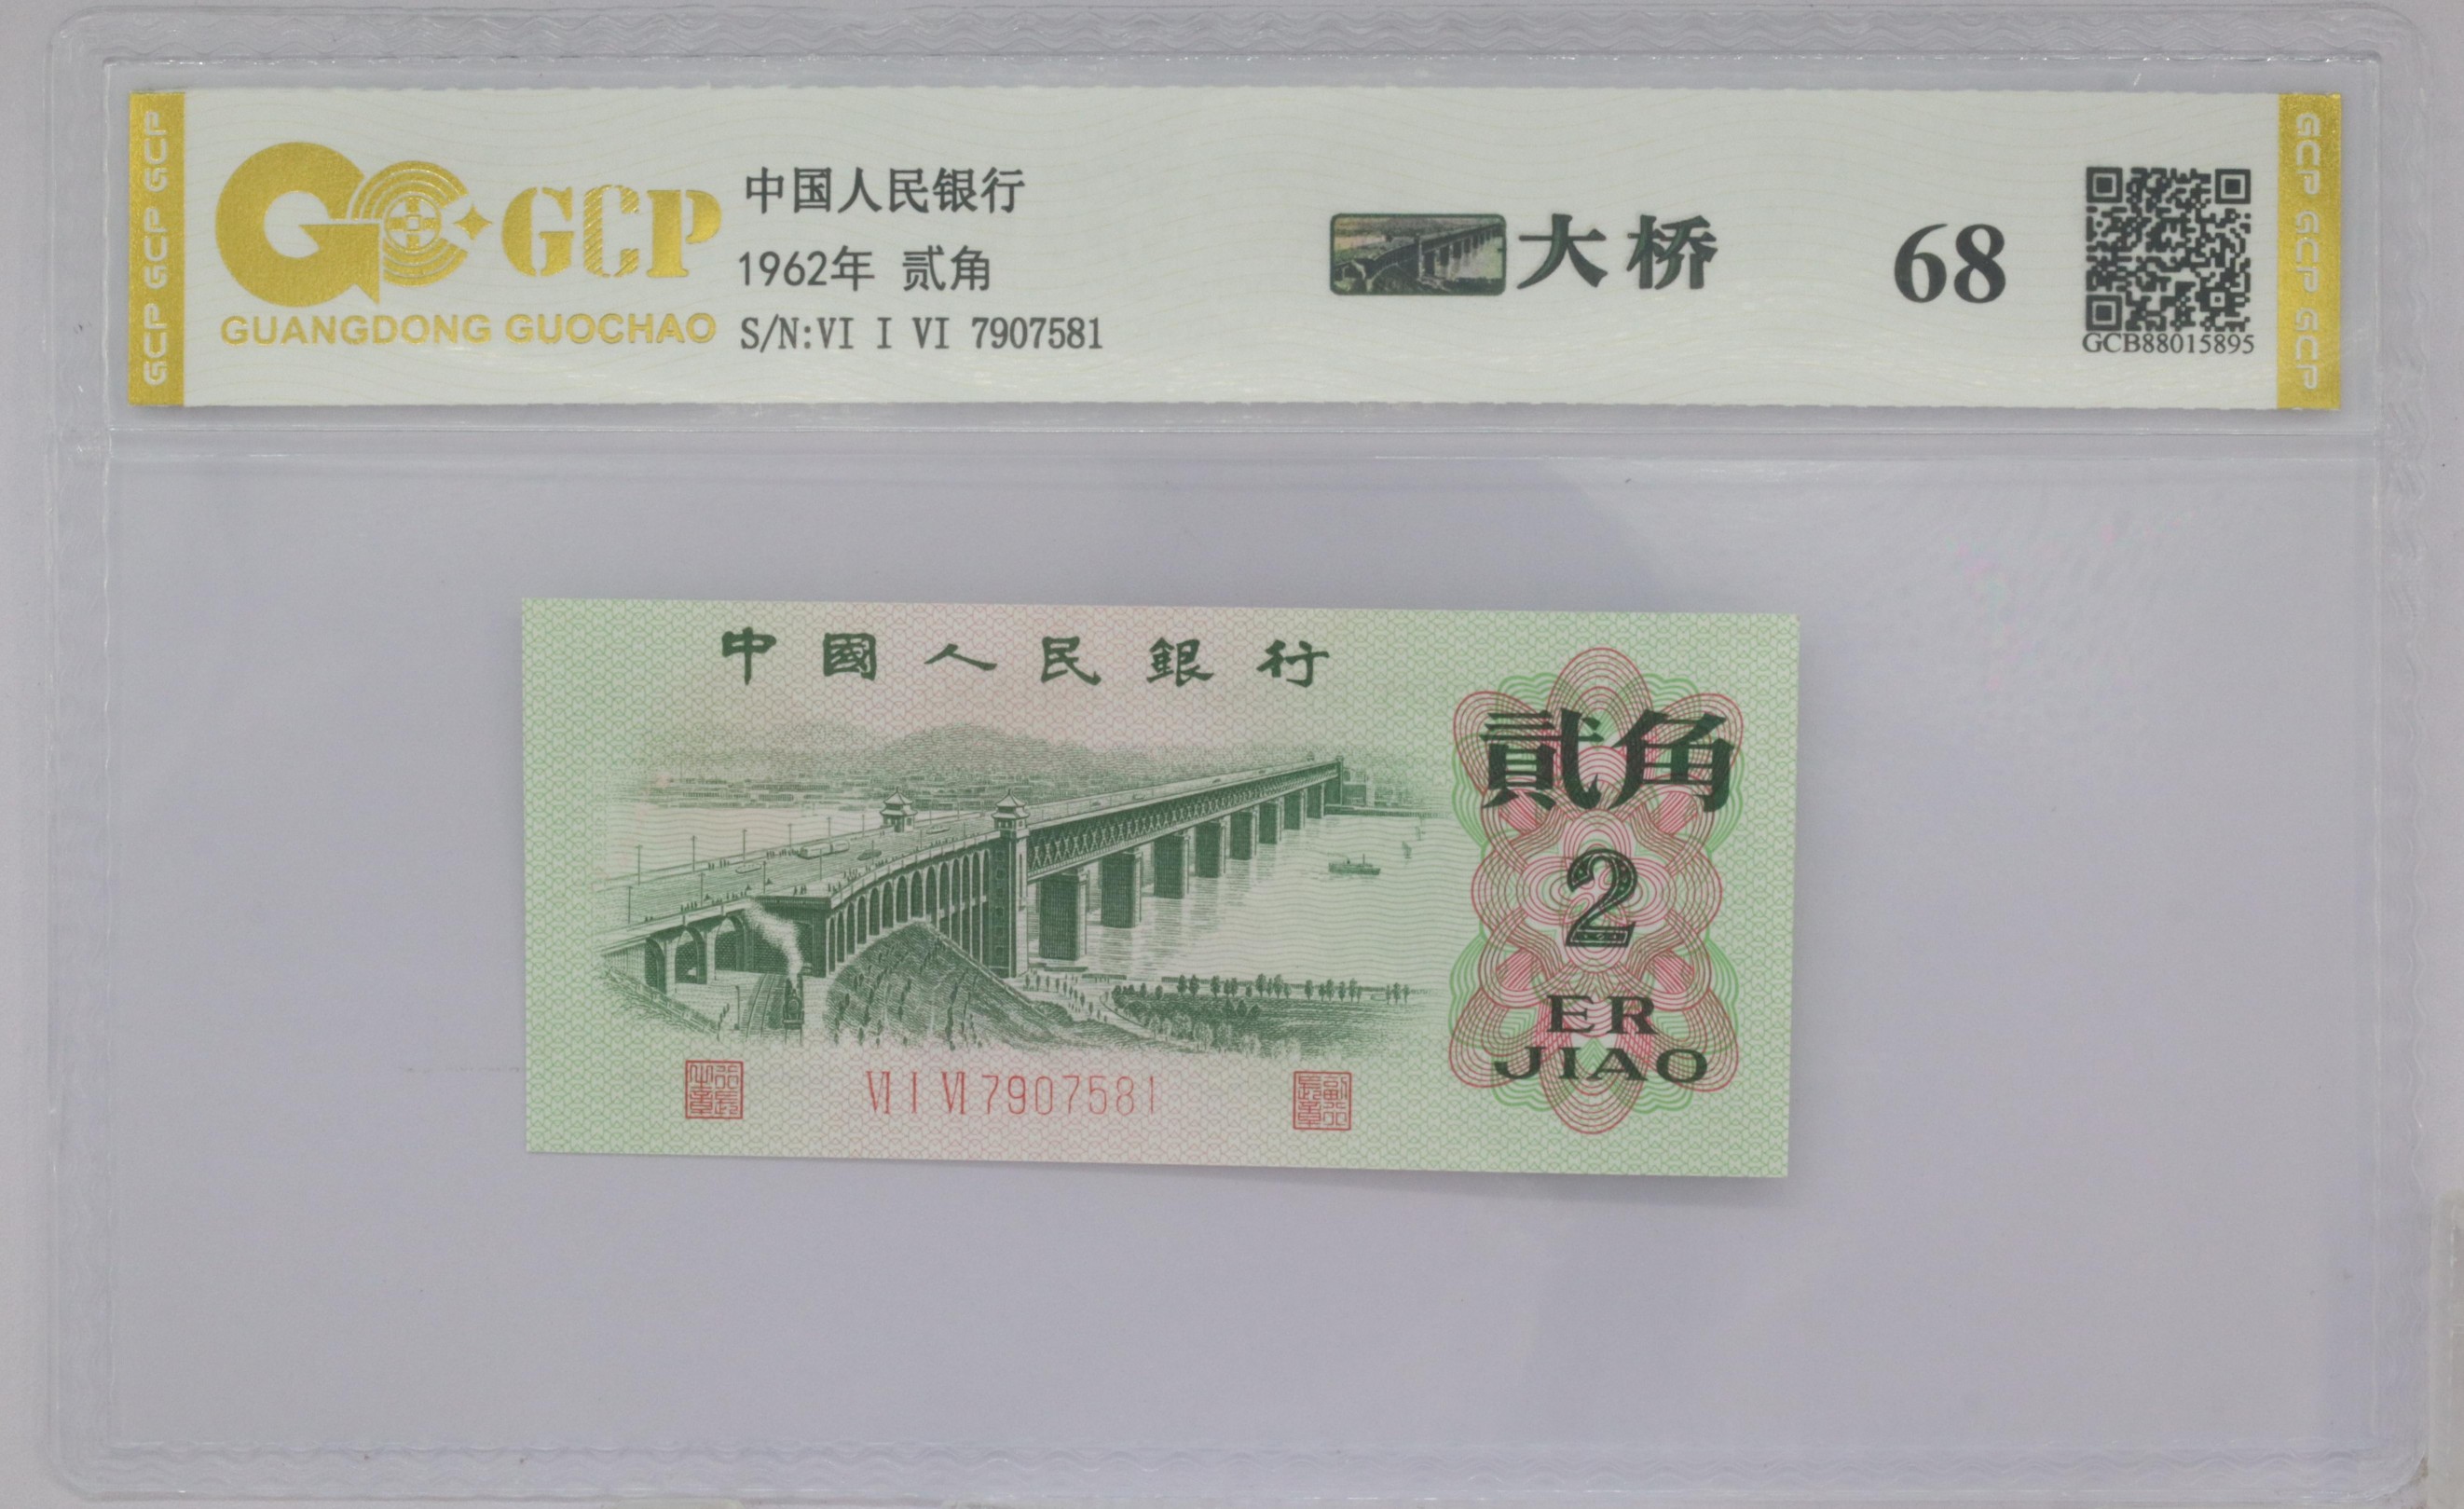 GCP GCP GCP
GCP
GUANGDONG GUOCHAO
中国人民银行
1962年 贰角
S/N:VI I VI 7907581
大桥
68
GCB88015895
GCP GCP GCP
中國人民銀行
貳角
2
ER
JIAO
VI I VI 7907581